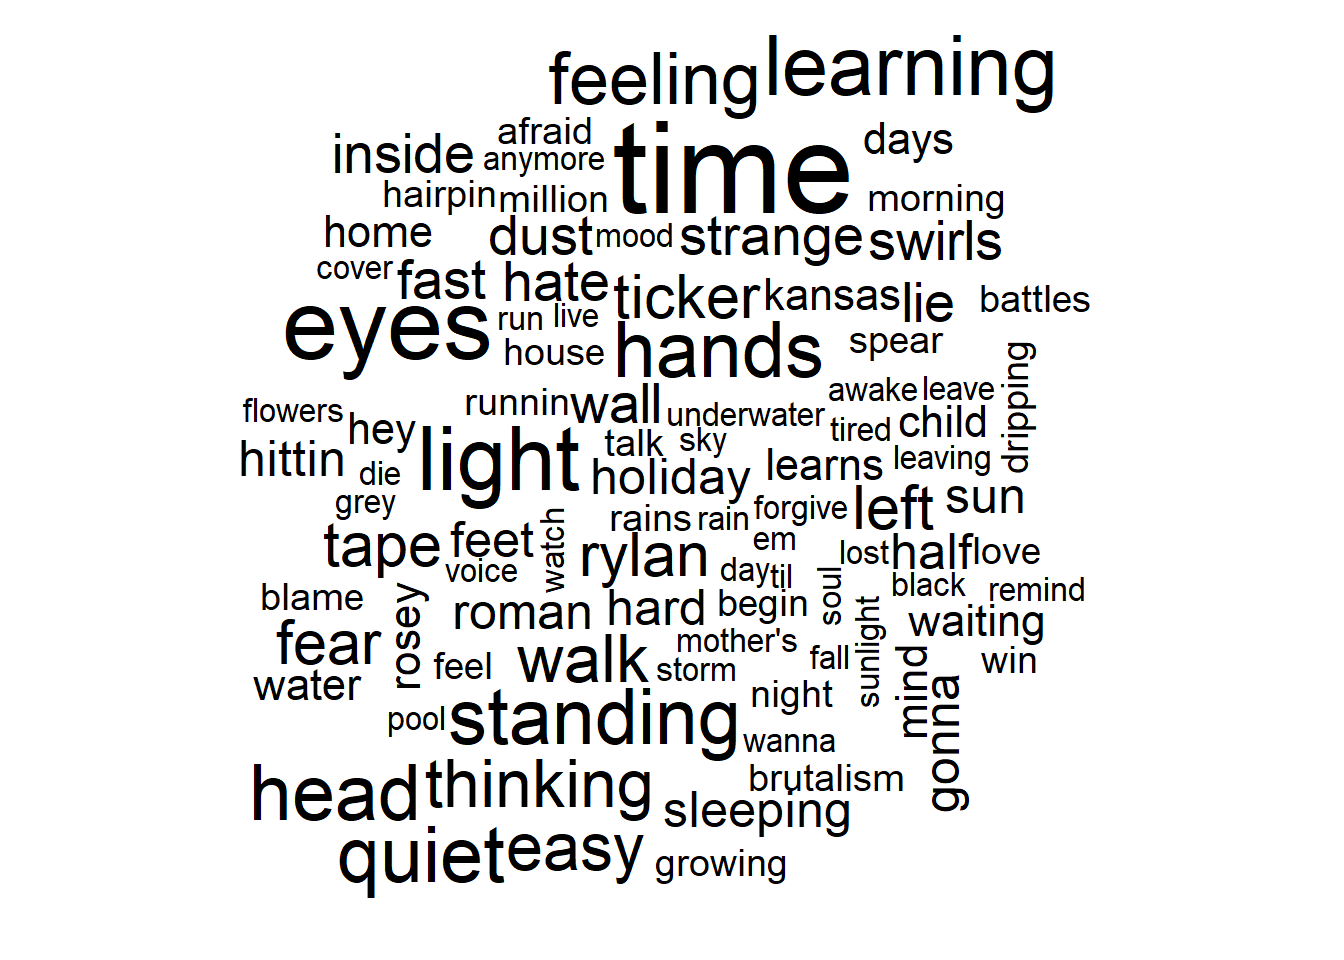 feeling learning
afraid days
inside anymore time
hairpin million morning
home dust mood strange swirls
cover fast hate ticker kansas lie battles
eyes run live hands spear
house dripping
awake leave
flowers runnin wall underwater tired child
hey talk sky
hittin die light holiday learns leaving
grey rains rain forgive left sun
tape feet watch rylan em lost half love
voice day til soul black remind
blame rosey roman hard begin sunlight waiting
fear mother's
water feel walk storm fall mind win
pool standing night gonna
wanna
head thinking brutalism
sleeping
quiet easy growing